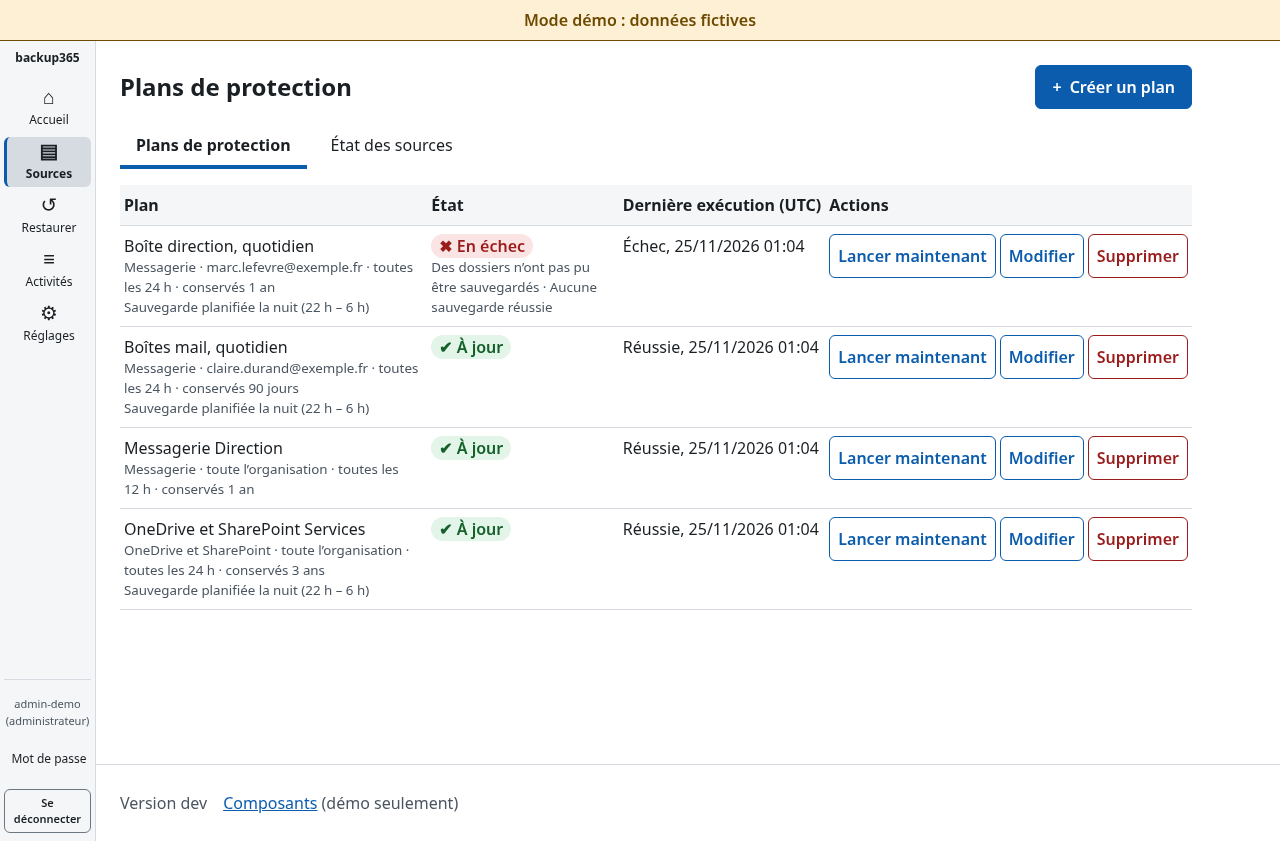 Mode démo : données fictives
backup365
Accueil
Sources
Restaurer
Activités
Réglages
admin-demo
(administrateur)
Mot de passe
Se
déconnecter
Plans de protection
+ Créer un plan
Plans de protection État des sources
Plan État Dernière exécution (UTC) Actions
Boîte direction, quotidien
Messagerie · marc.lefevre@exemple.fr · toutes
les 24 h · conservés 1 an
Sauvegarde planifiée la nuit (22 h – 6 h)
✖ En échec
Des dossiers n’ont pas pu
être sauvegardés · Aucune
sauvegarde réussie
Échec, 25/11/2026 01:04
Lancer maintenant Modifier Supprimer
Boîtes mail, quotidien
Messagerie · claire.durand@exemple.fr · toutes
les 24 h · conservés 90 jours
Sauvegarde planifiée la nuit (22 h – 6 h)
✔ À jour
Réussie, 25/11/2026 01:04
Lancer maintenant Modifier Supprimer
Messagerie Direction
Messagerie · toute l’organisation · toutes les
12 h · conservés 1 an
✔ À jour
Réussie, 25/11/2026 01:04
Lancer maintenant Modifier Supprimer
OneDrive et SharePoint Services
OneDrive et SharePoint · toute l’organisation ·
toutes les 24 h · conservés 3 ans
Sauvegarde planifiée la nuit (22 h – 6 h)
✔ À jour
Réussie, 25/11/2026 01:04
Lancer maintenant Modifier Supprimer
Version dev Composants (démo seulement)